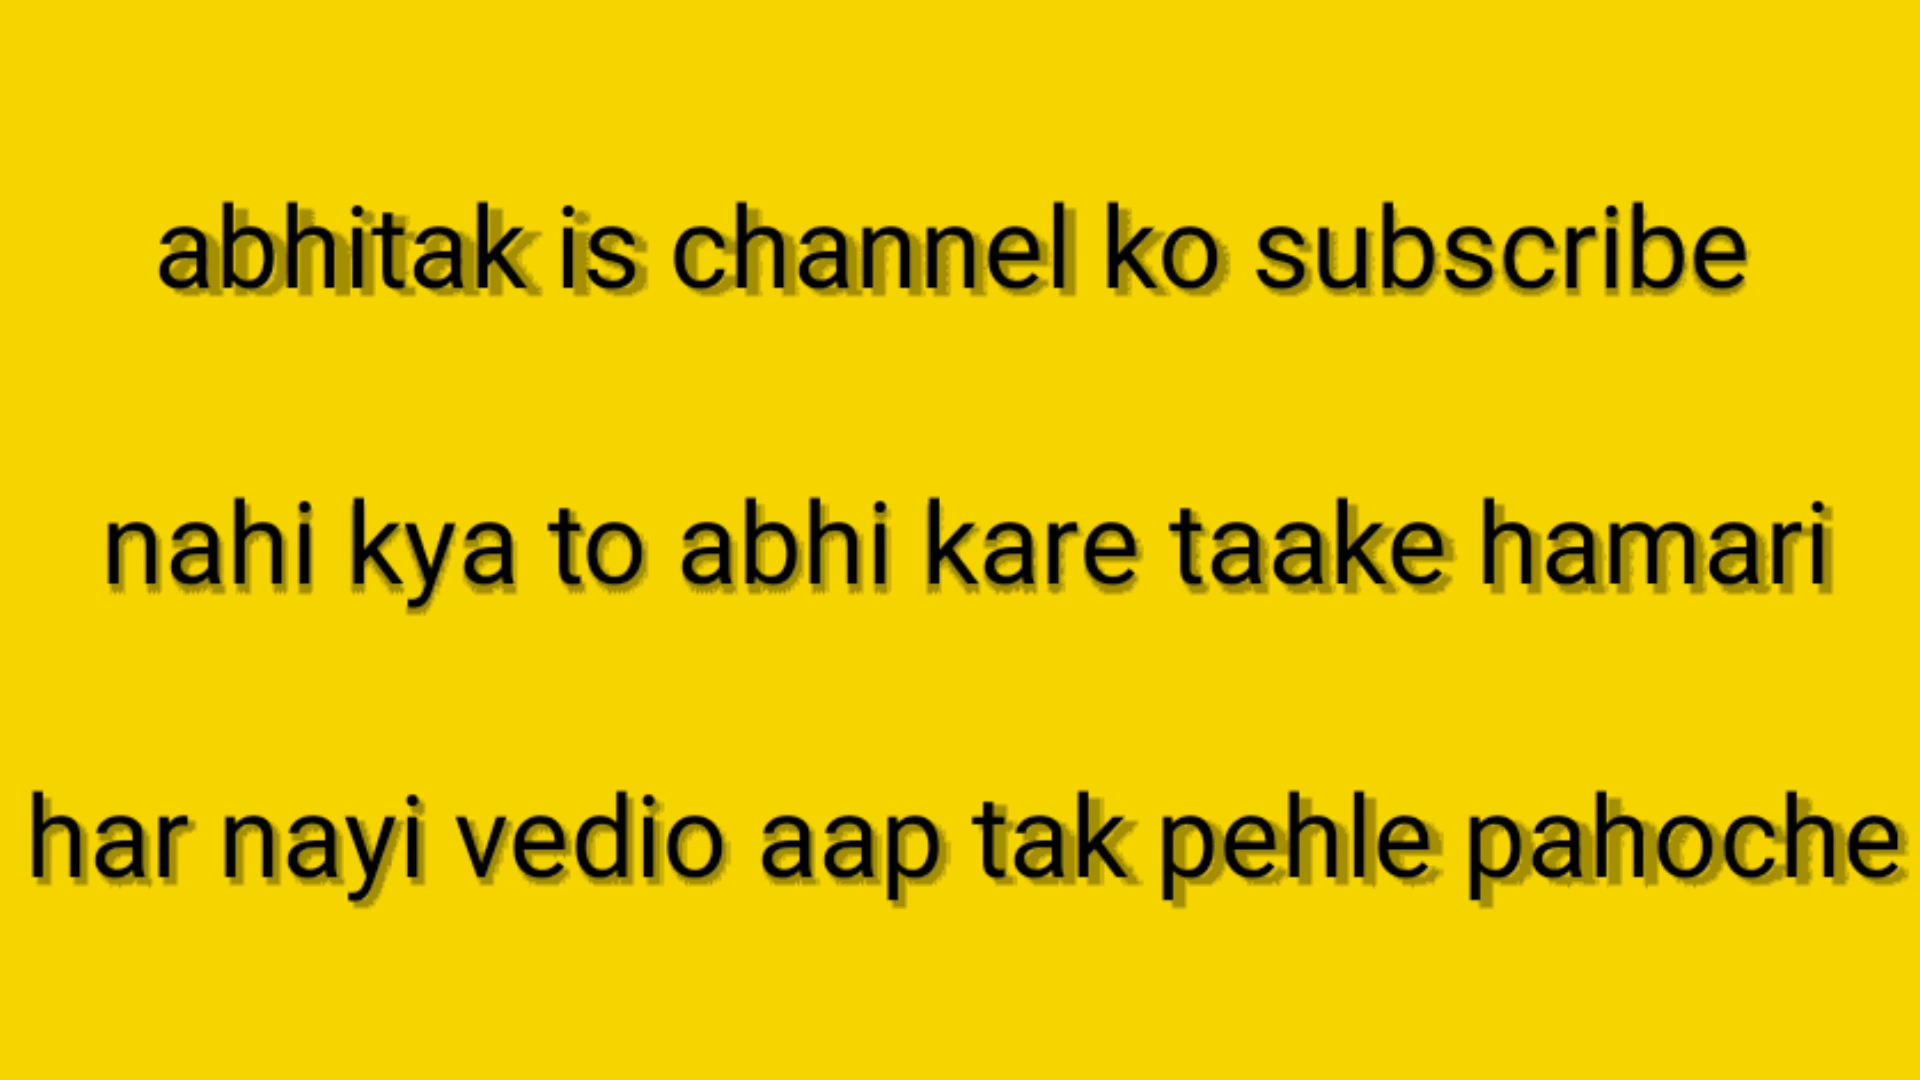 abhitak is channel ko subscribe
nahi kya to abhi kare taake hamari
har nayi vedio aap tak pehle pahoche